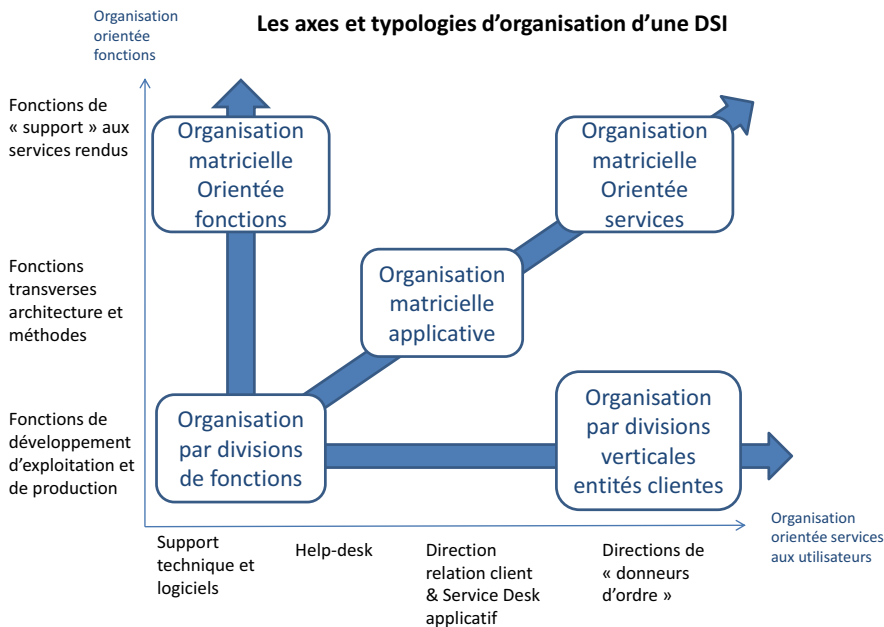 Organisation
orientée
fonctions
Les axes et typologies d'organisation d'une DSI
Fonctions de
« support » aux
services rendus
Organisation
matricielle
Orientée
fonctions
Organisation
matricielle
Orientée
services
Fonctions
transverses
architecture et
méthodes
Organisation
matricielle
applicative
Fonctions de
développement
d'exploitation et
de production
Organisation
par divisions
de fonctions
Organisation
par divisions
verticales
entités clientes
Support
technique et
logiciels
Help-desk
Direction
relation client
& Service Desk
applicatif
Directions de
« donneurs
d'ordre »
Organisation
orientée services
aux utilisateurs